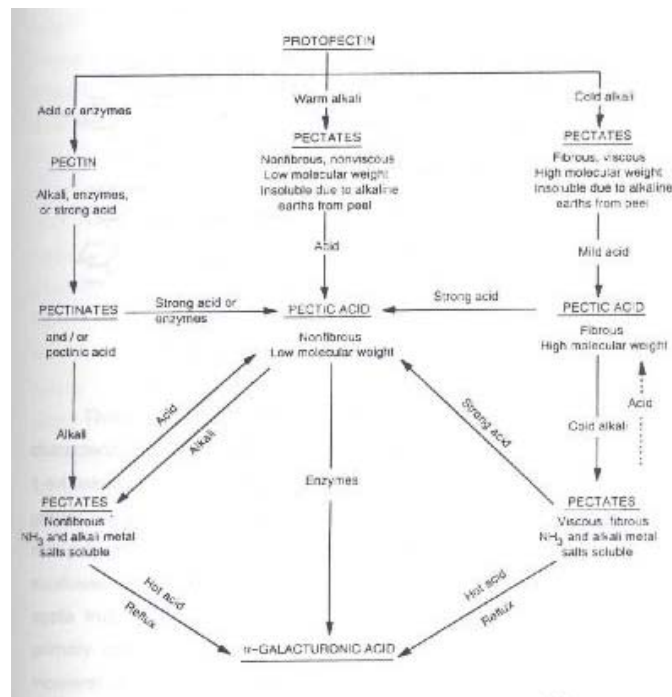 PROTOPECTIN
Acid or enzymes
Warm alkali
Cold alkali
PECTIN
PECTATES
Nonfibrous, nonviscous
Low molecular weight
Insoluble due to alkaline
earths from peel
PECTATES
Fibrous, viscous
High molecular weight
Insoluble due to alkaline
earths from peel
Alkali, enzymes,
or strong acid
Acid
Mild acid
PECTINATES
and/or
pectinic acid
Strong acid or
enzymes
PECTIC ACID
Nonfibrous
Low molecular weight
Strong acid
PECTIC ACID
Fibrous
High molecular weight
Alkali
Acid
Alkali
Enzymes
Strong acid
Cold alkali
Acid
PECTATES
Nonfibrous
NH3 and alkali metal
salts soluble
PECTATES
Viscous, fibrous
NH3 and alkali metal
salts soluble
Hot acid
Reflux
Hot acid
Reflux
α-GALACTURONIC ACID